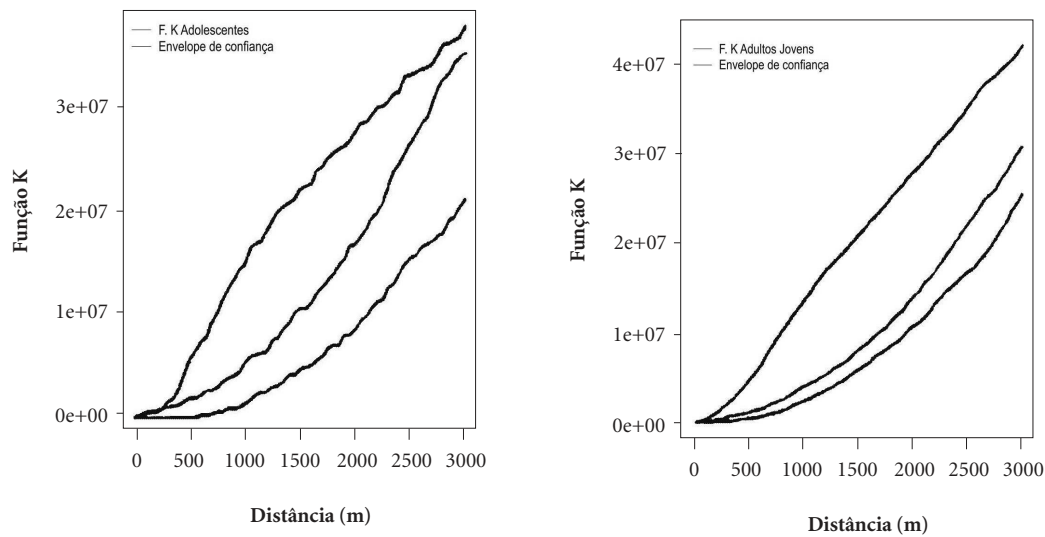 F. K Adolescentes
Envelope de confiança
3e+07
2e+07
1e+07
0e+00
Função K
0 500 1000 1500 2000 2500 3000
Distância (m)
F. K Adultos Jovens
Envelope de confiança
4e+07
3e+07
2e+07
1e+07
0e+00
Função K
0 500 1000 1500 2000 2500 3000
Distância (m)